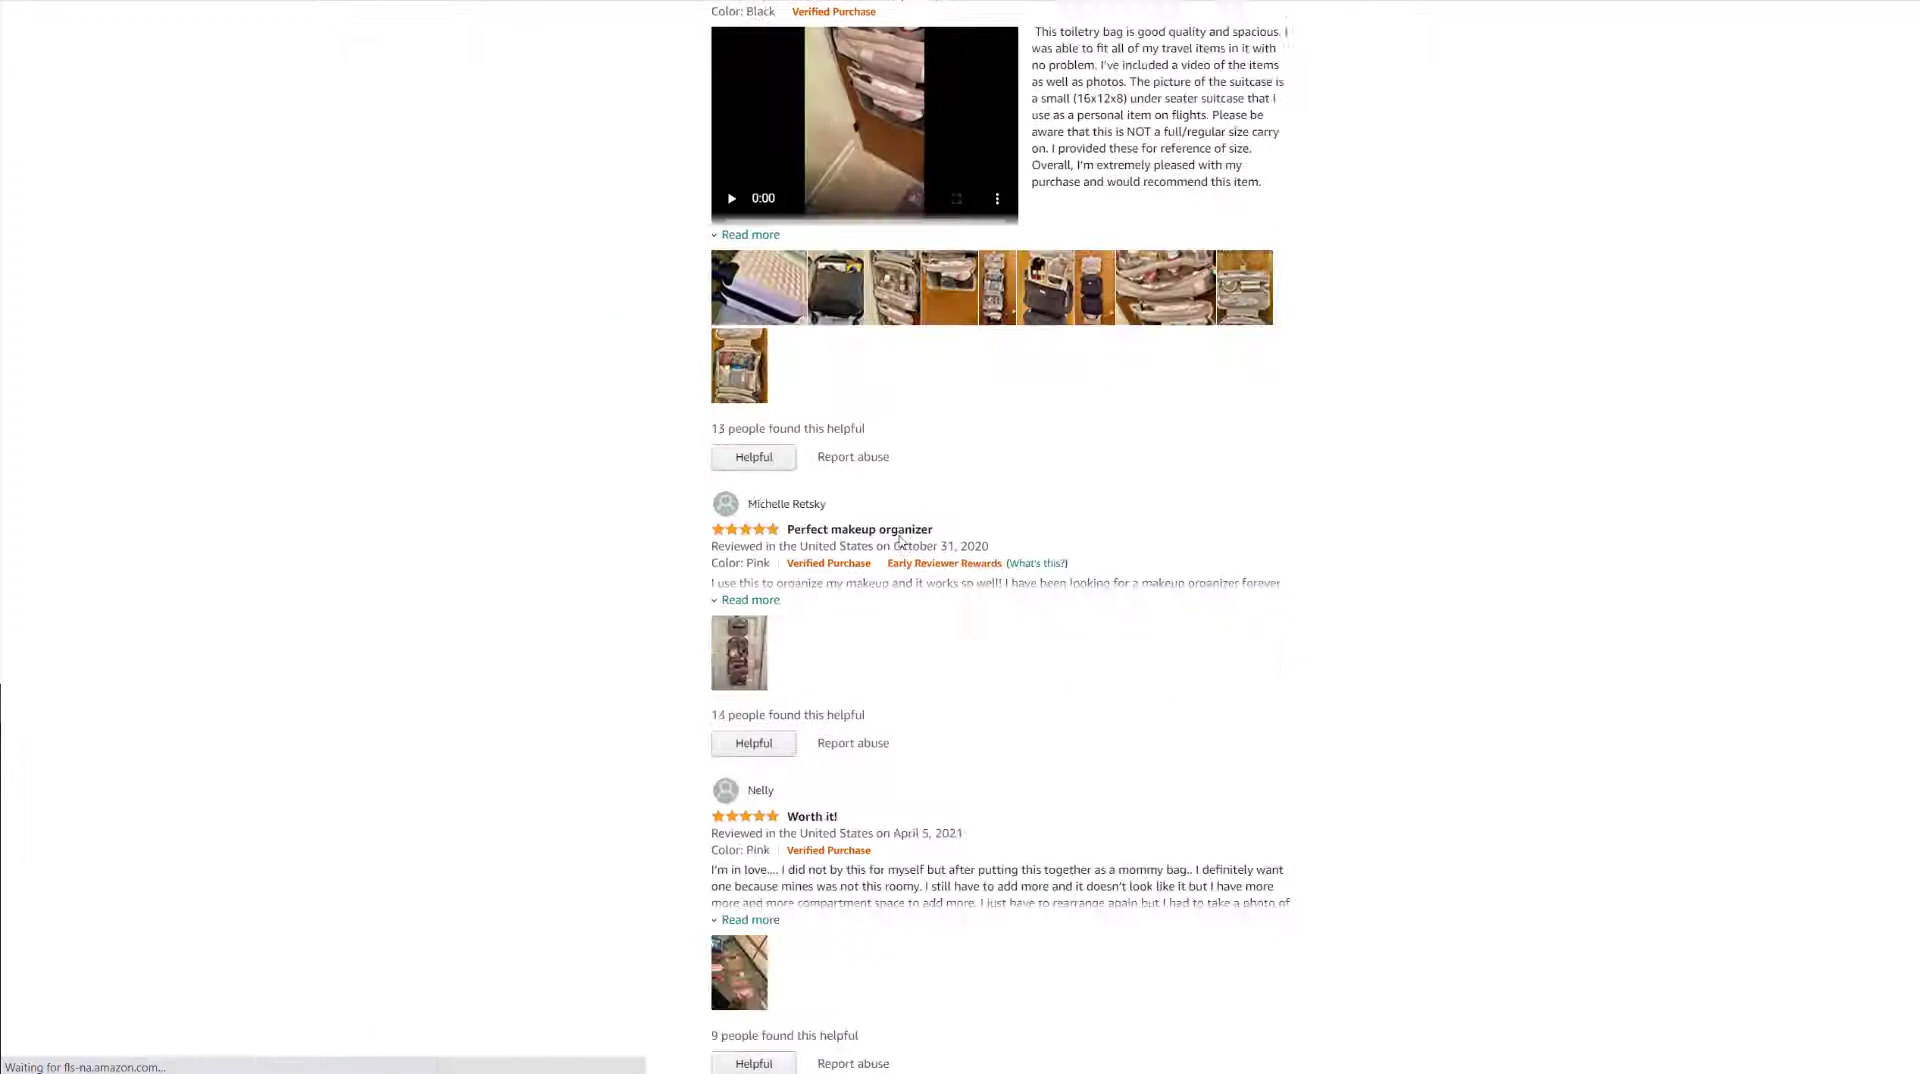 Color: Black Verified Purchase
This toiletry bag is good quality and spacious. I
was able to fit all of my travel items in it with
no problem. I've included a video of the items
as well as photos. The picture of the suitcase is
a small (16x12x8) under seater suitcase that I
use as a personal item on flights. Please be
aware that this is NOT a full/regular size carry
on. I provided these for reference of size.
Overall, I'm extremely pleased with my
purchase and would recommend this item.
0:00
Read more
13 people found this helpful
Helpful Report abuse
Michelle Retsky
Perfect makeup organizer
Reviewed in the United States on October 31, 2020
Color: Pink Verified Purchase Early Reviewer Rewards (What's this?)
I use this to organize my makeup and it works so well! I have been looking for a makeup organizer forever
Read more
14 people found this helpful
Helpful Report abuse
Nelly
Worth it!
Reviewed in the United States on April 5, 2021
Color: Pink Verified Purchase
I'm in love.... I did not by this for myself but after putting this together as a mommy bag.. I definitely want
one because mines was not this roomy. I still have to add more and it doesn't look like it but I have more
more and more compartment space to add more. I just have to rearrange again but I had to take a photo of
Read more
9 people found this helpful
Helpful Report abuse
Waiting for fls-na.amazon.com...